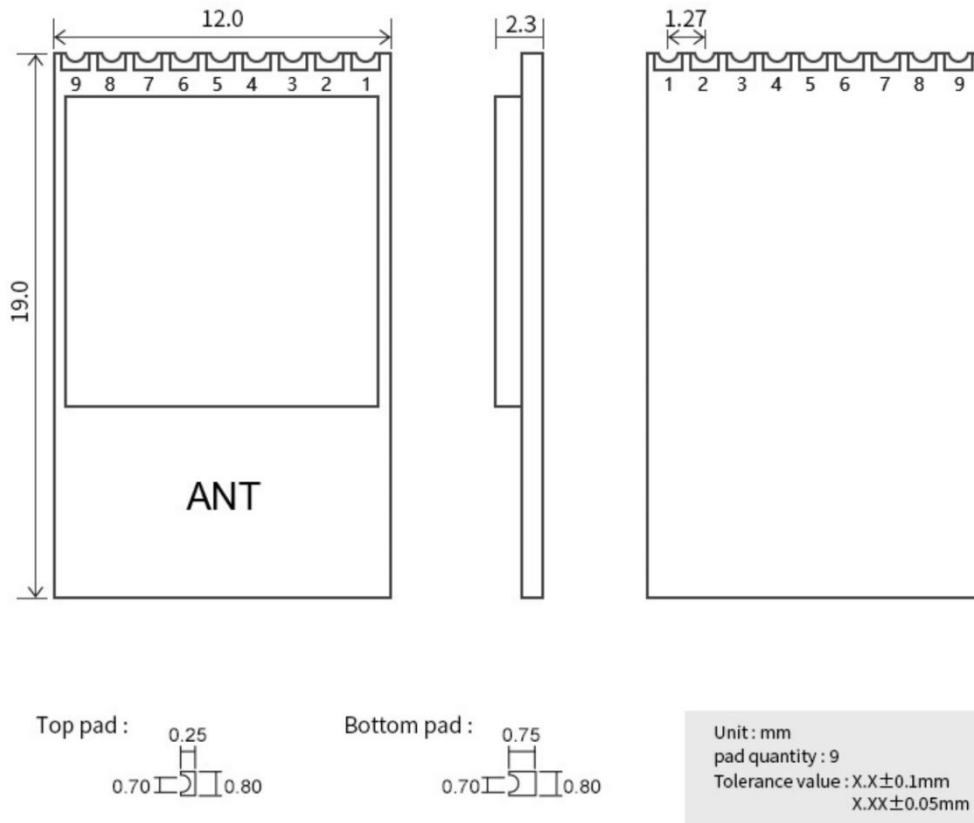 12.0
2.3
1.27
9 8 7 6 5 4 3 2 1
1 2 3 4 5 6 7 8 9
19.0
ANT
Top pad :
0.25
0.70
0.80
Bottom pad :
0.75
0.70
0.80
Unit : mm
pad quantity : 9
Tolerance value : X.X±0.1mm
X.XX±0.05mm